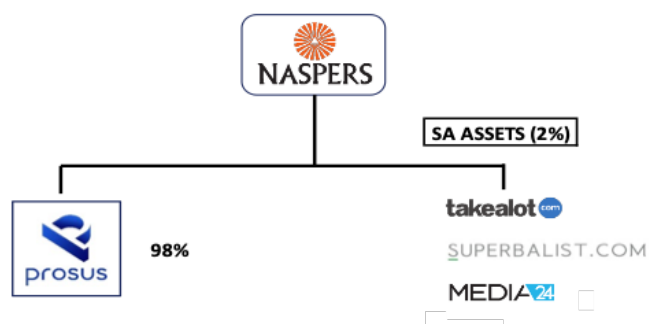 NASPERS
SA ASSETS (2%)
takealot com
prosus
98%
SUPERBALIST.COM
MEDIA24